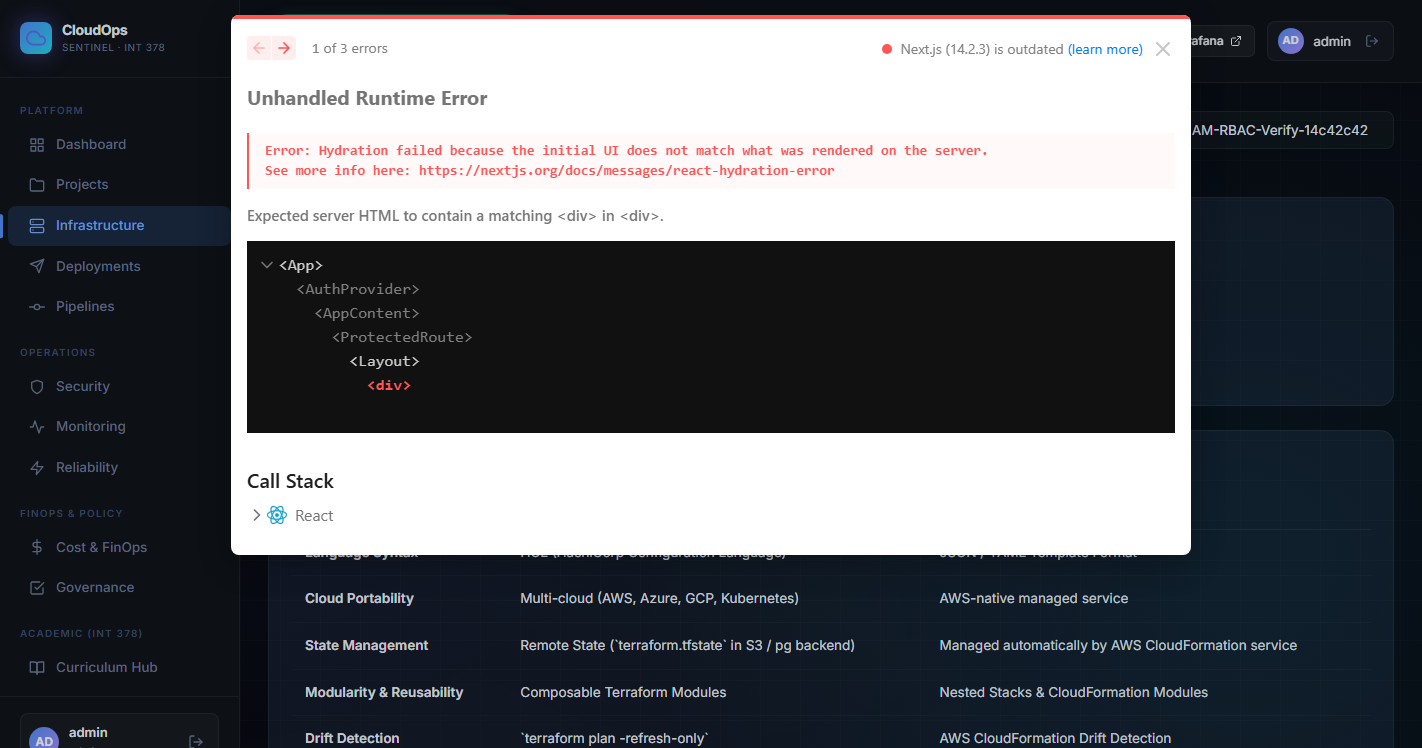 CloudOps
SENTINEL · INT 378
PLATFORM
Dashboard
Projects
Infrastructure
Deployments
Pipelines
OPERATIONS
Security
Monitoring
Reliability
FINOPS & POLICY
Cost & FinOps
Governance
ACADEMIC (INT 378)
Curriculum Hub
AD admin
afana
AD admin
AM-RBAC-Verify-14c42c42
1 of 3 errors
Next.js (14.2.3) is outdated (learn more)
Unhandled Runtime Error
Error: Hydration failed because the initial UI does not match what was rendered on the server.
See more info here: https://nextjs.org/docs/messages/react-hydration-error
Expected server HTML to contain a matching <div> in <div>.
<App>
<AuthProvider>
<AppContent>
<ProtectedRoute>
<Layout>
<div>
Call Stack
React
Cloud Portability Multi-cloud (AWS, Azure, GCP, Kubernetes) AWS-native managed service
State Management Remote State (`terraform.tfstate` in S3 / pg backend) Managed automatically by AWS CloudFormation service
Modularity & Reusability Composable Terraform Modules Nested Stacks & CloudFormation Modules
Drift Detection `terraform plan -refresh-only` AWS CloudFormation Drift Detection